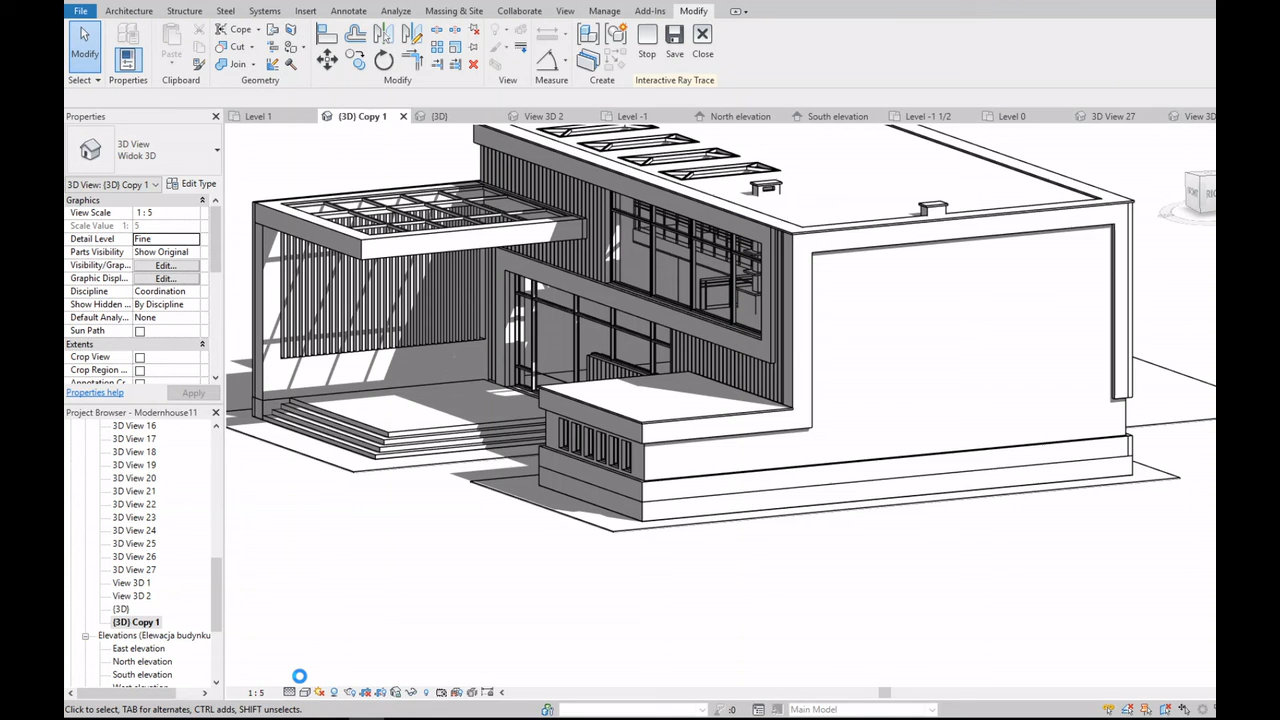 File Architecture Structure Steel Systems Insert Annotate Analyze Massing & Site Collaborate View Manage Add-Ins Modify
Modify
Properties
Paste
Cope
Cut
Join
Stop
Save
Close
Select Properties Clipboard Geometry Modify View Measure Create Interactive Ray Trace
Properties
Level 1
{3D} Copy 1
{3D}
View 3D 2
Level -1
North elevation
South elevation
Level -1 1/2
Level 0
3D View 27
View 3D
3D View
Widok 3D
3D View: {3D} Copy 1
Edit Type
Graphics
View Scale 1 : 5
Scale Value 1: 5
Detail Level Fine
Parts Visibility Show Original
Visibility/Grap... Edit...
Graphic Displ... Edit...
Discipline Coordination
Show Hidden ... By Discipline
Default Analy... None
Sun Path
Extents
Crop View
Crop Region ...
Annotation Cr
Properties help
Apply
Project Browser - Modernhouse11
3D View 16
3D View 17
3D View 18
3D View 19
3D View 20
3D View 21
3D View 22
3D View 23
3D View 24
3D View 25
3D View 26
3D View 27
View 3D 1
View 3D 2
{3D}
{3D} Copy 1
Elevations (Elewacja budynku
East elevation
North elevation
South elevation
West elevation
1 : 5
Click to select, TAB for alternates, CTRL adds, SHIFT unselects.
:0
Main Model